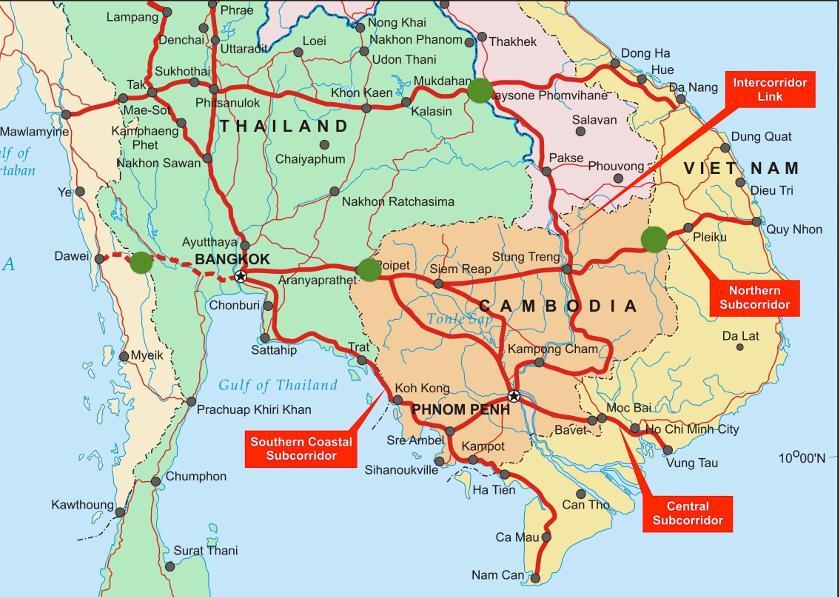 Phrae
Lampang
Nong Khai
Denchai
Uttaradit
Loei
Nakhon Phanom
Thakhek
Dong Ha
Udon Thani
Sukhothai
Hue
Tak
Mukdahan
Da Nang
Intercorridor
Link
Phitsanulok
Khon Kaen
aysone Phomvihane
Mae-Sot
Kalasin
Mawlamyine
Kamphaeng
Phet
THAILAND
Salavan
Dung Quat
lf of
rtaban
Chaiyaphum
Nakhon Sawan
Pakse
Phouvong
VIET NAM
Ye
Dieu Tri
Nakhon Ratchasima
Quy Nhon
Pleiku
Ayutthaya
Dawei
BANGKOK
Stung Treng
A
oipet
Siem Reap
Aranyaprathet
Northern
Subcorridor
Chonburi
CAMBODIA
Tonle Sap
Da Lat
Sattahip
Trat
Kampong Cham
Myeik
Gulf of Thailand
Koh Kong
Prachuap Khiri Khan
PHNOM PENH
Moc Bai
Bavet
Ho Chi Minh City
Southern Coastal
Subcorridor
Sre Ambel
Kampot
Vung Tau
10°00'N
Sihanoukville
Chumphon
Ha Tien
Kawthoung
Can Tho
Central
Subcorridor
Ca Mau
Surat Thani
Nam Can